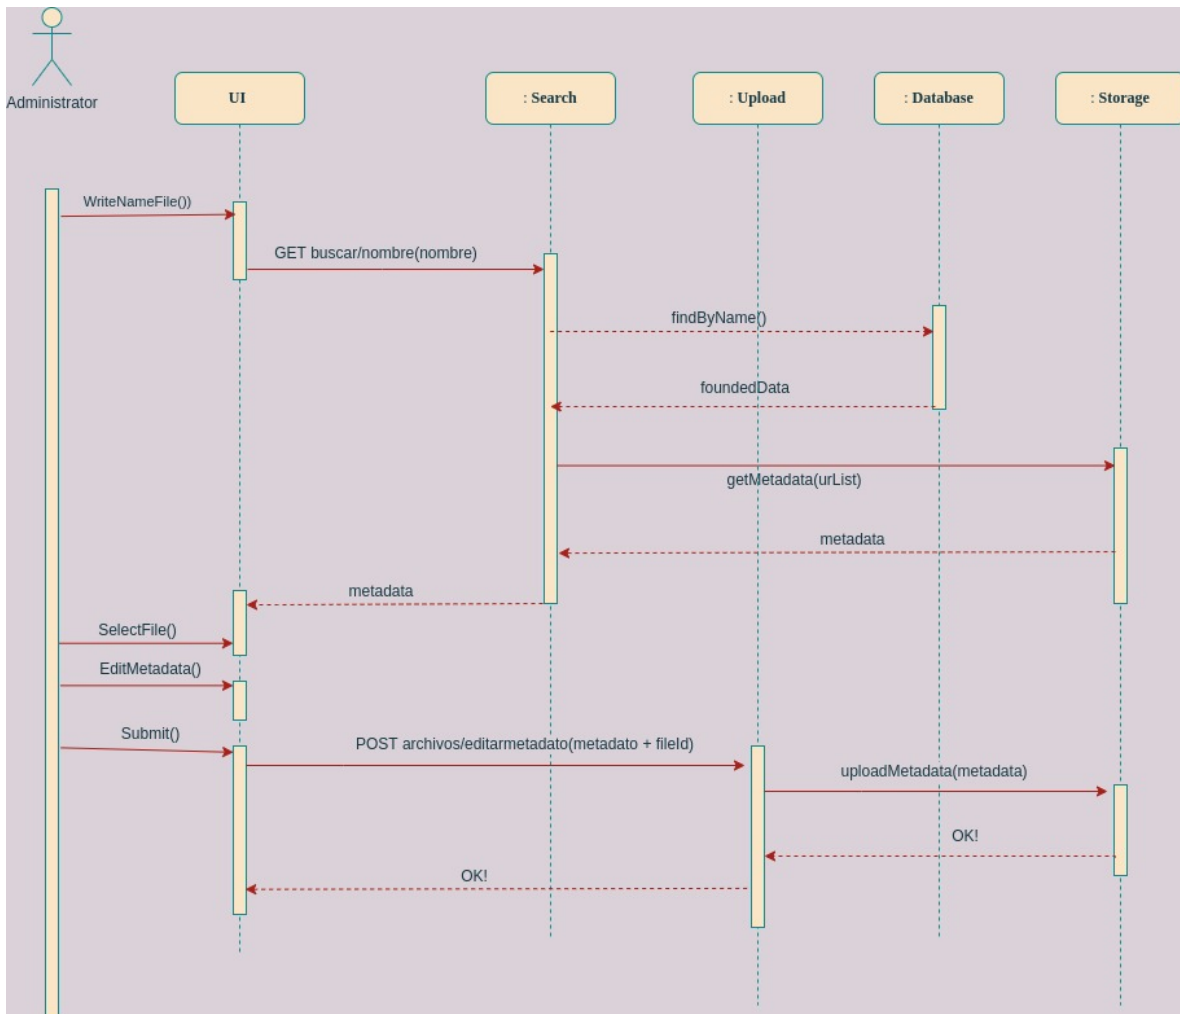 Administrator
UI
: Search
: Upload
: Database
: Storage
WriteNameFile())
GET buscar/nombre(nombre)
findByName()
foundedData
getMetadata(urList)
metadata
metadata
SelectFile()
EditMetadata()
Submit()
POST archivos/editarmetadato(metadato + fileId)
uploadMetadata(metadata)
OK!
OK!